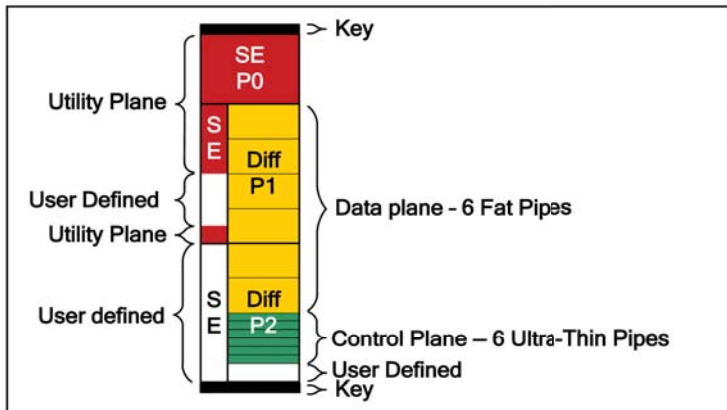 Key
SE
P0
Utility Plane
S
E
Diff
P1
User Defined
Data plane - 6 Fat Pipes
Utility Plane
User defined
S
E
Diff
P2
Control Plane – 6 Ultra-Thin Pipes
User Defined
Key